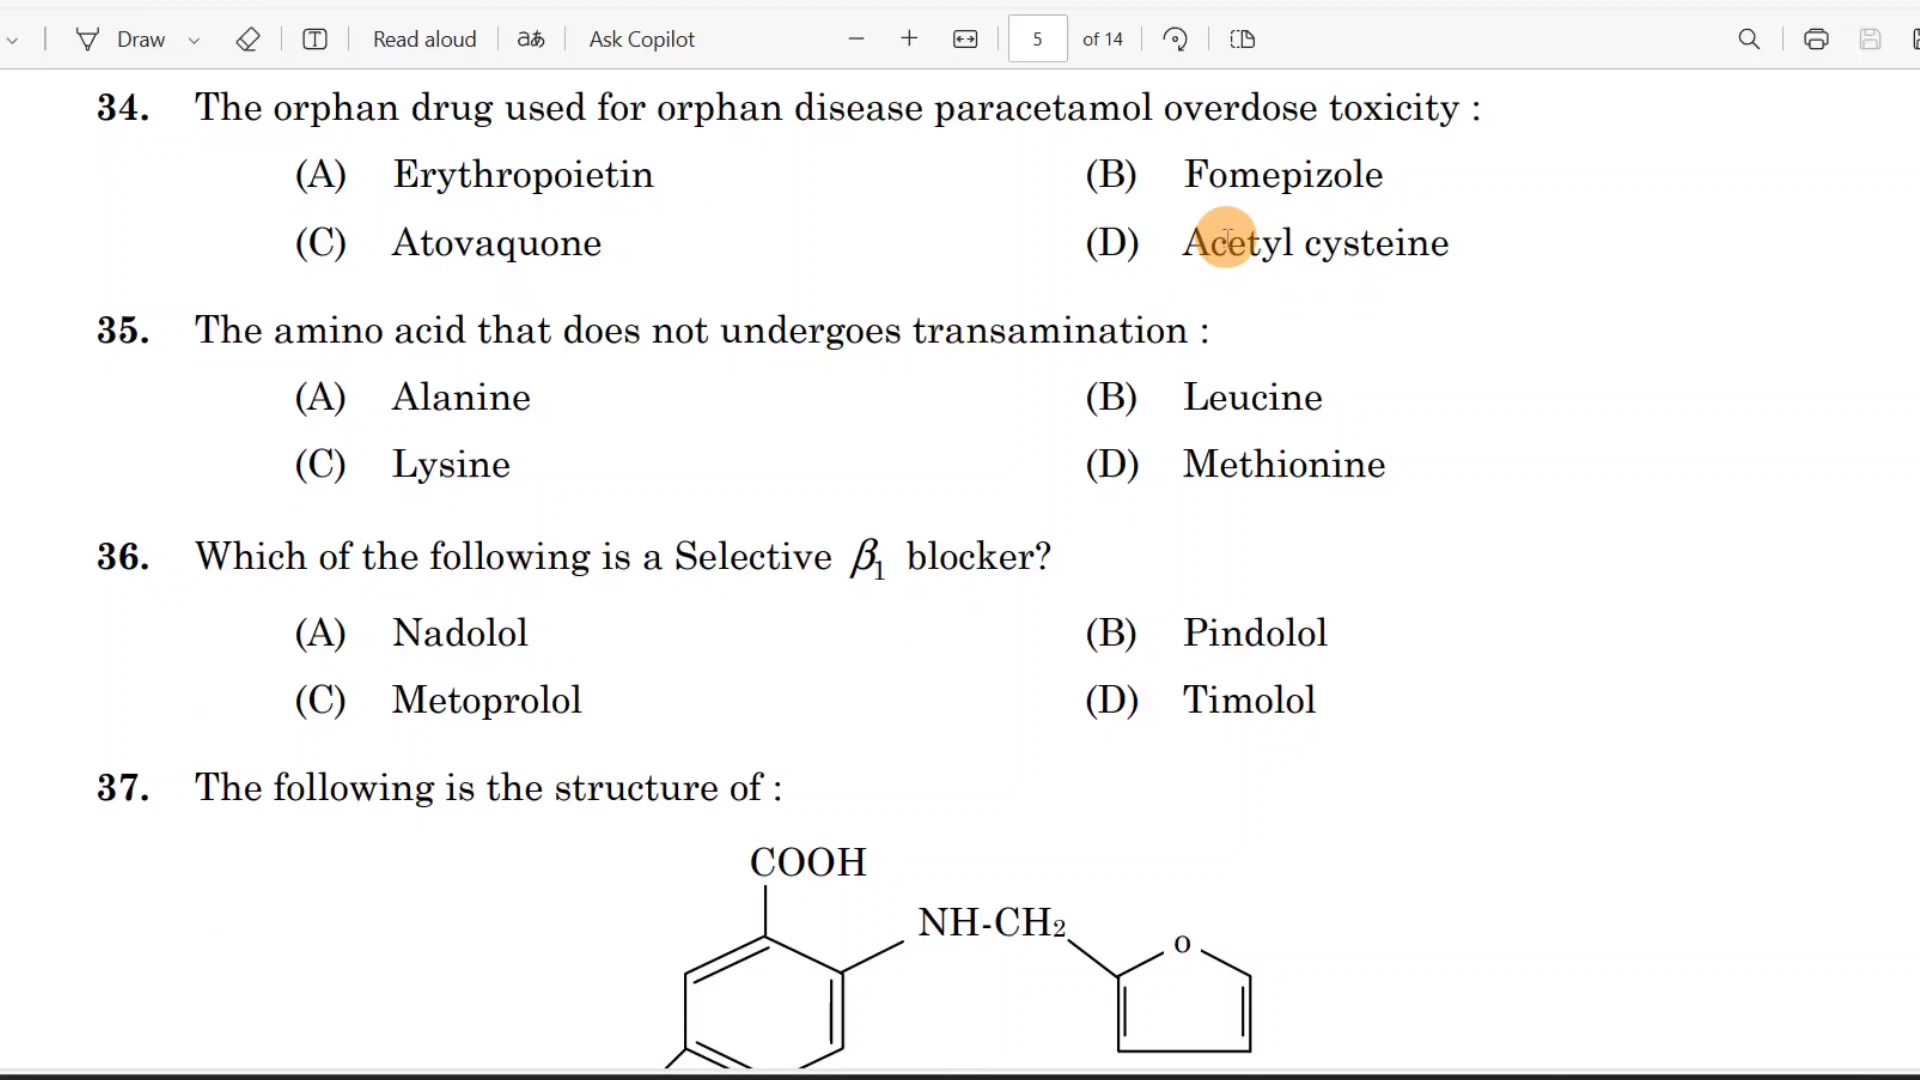 Draw Read aloud aあ Ask Copilot 5 of 14
34. The orphan drug used for orphan disease paracetamol overdose toxicity :
(A) Erythropoietin (B) Fomepizole
(C) Atovaquone (D) Acetyl cysteine
35. The amino acid that does not undergoes transamination :
(A) Alanine (B) Leucine
(C) Lysine (D) Methionine
36. Which of the following is a Selective β₁ blocker?
(A) Nadolol (B) Pindolol
(C) Metoprolol (D) Timolol
37. The following is the structure of :
COOH
NH-CH₂
O